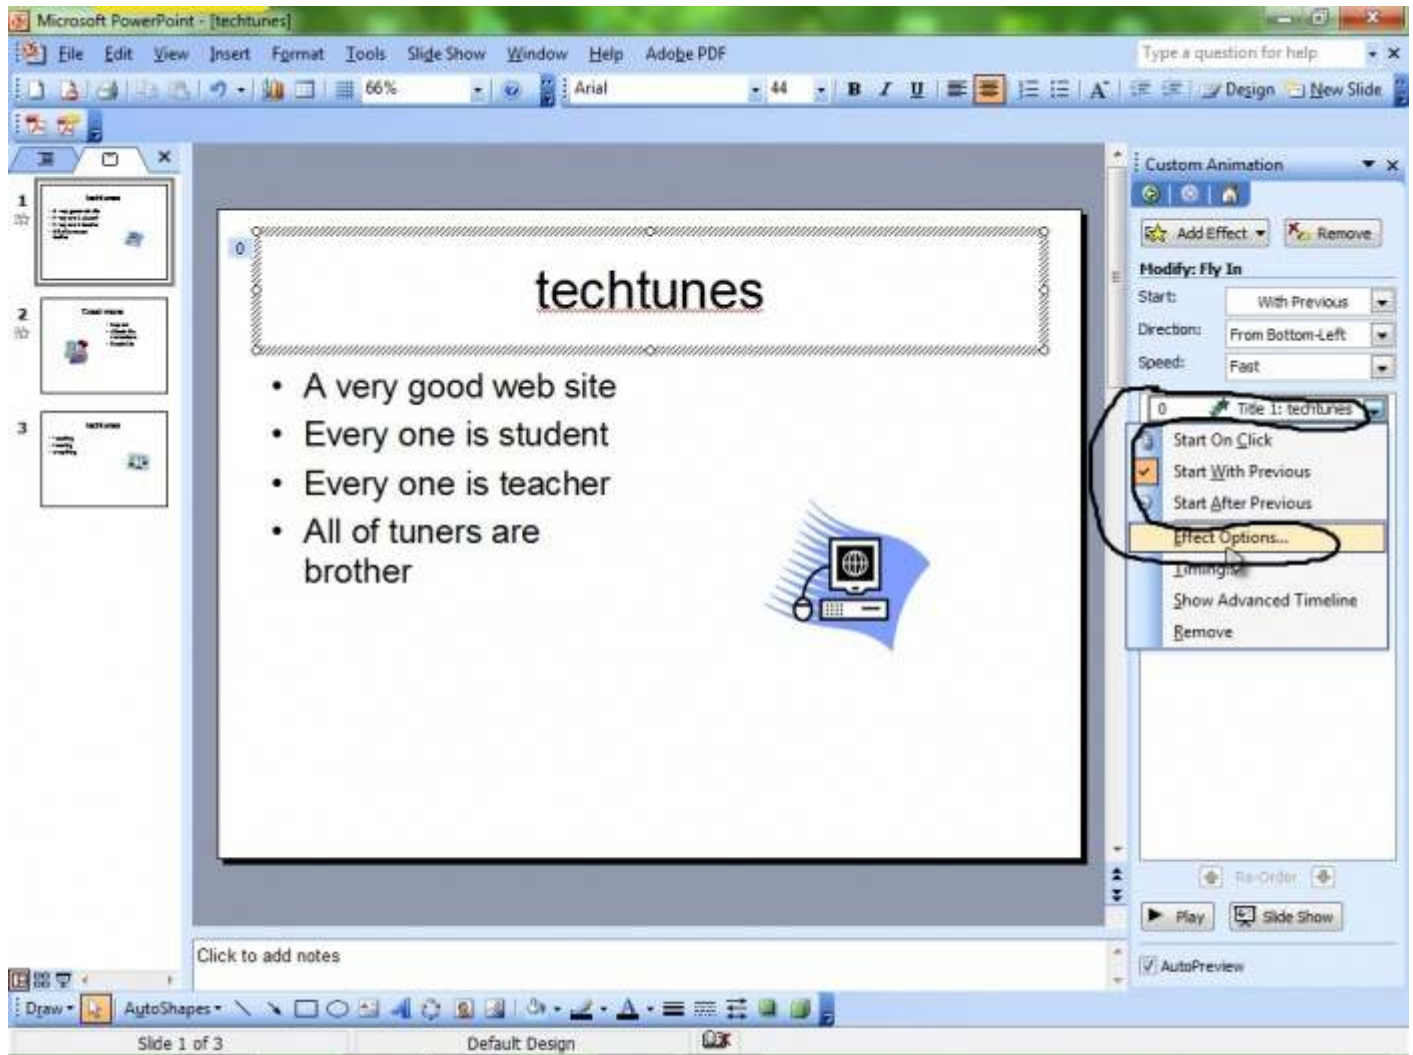 Microsoft PowerPoint - [techtunes]
File Edit View Insert Format Tools Slide Show Window Help Adobe PDF
Type a question for help
66% Arial 44 B I U A Design New Slide
1
2
3
0
techtunes
• A very good web site
• Every one is student
• Every one is teacher
• All of tuners are
brother
Click to add notes
Custom Animation
Add Effect Remove
Modify: Fly In
Start: With Previous
Direction: From Bottom-Left
Speed: Fast
0 Title 1: techtunes
Start On Click
Start With Previous
Start After Previous
Effect Options...
Timing
Show Advanced Timeline
Remove
Re-Order
Play Slide Show
AutoPreview
Draw AutoShapes A
Slide 1 of 3 Default Design